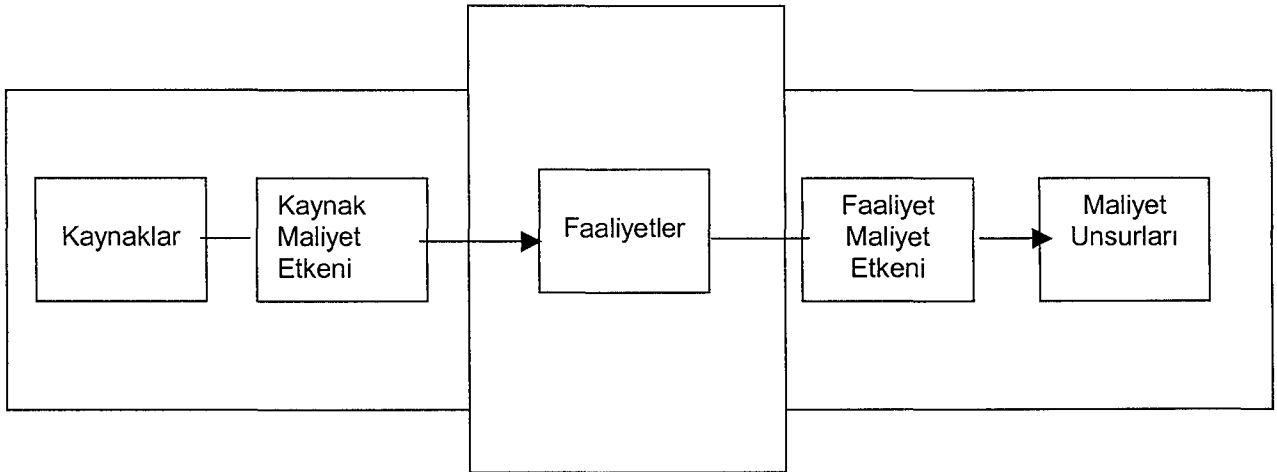 Kaynaklar
Kaynak
Maliyet
Etkeni
Faaliyetler
Faaliyet
Maliyet
Etkeni
Maliyet
Unsurları